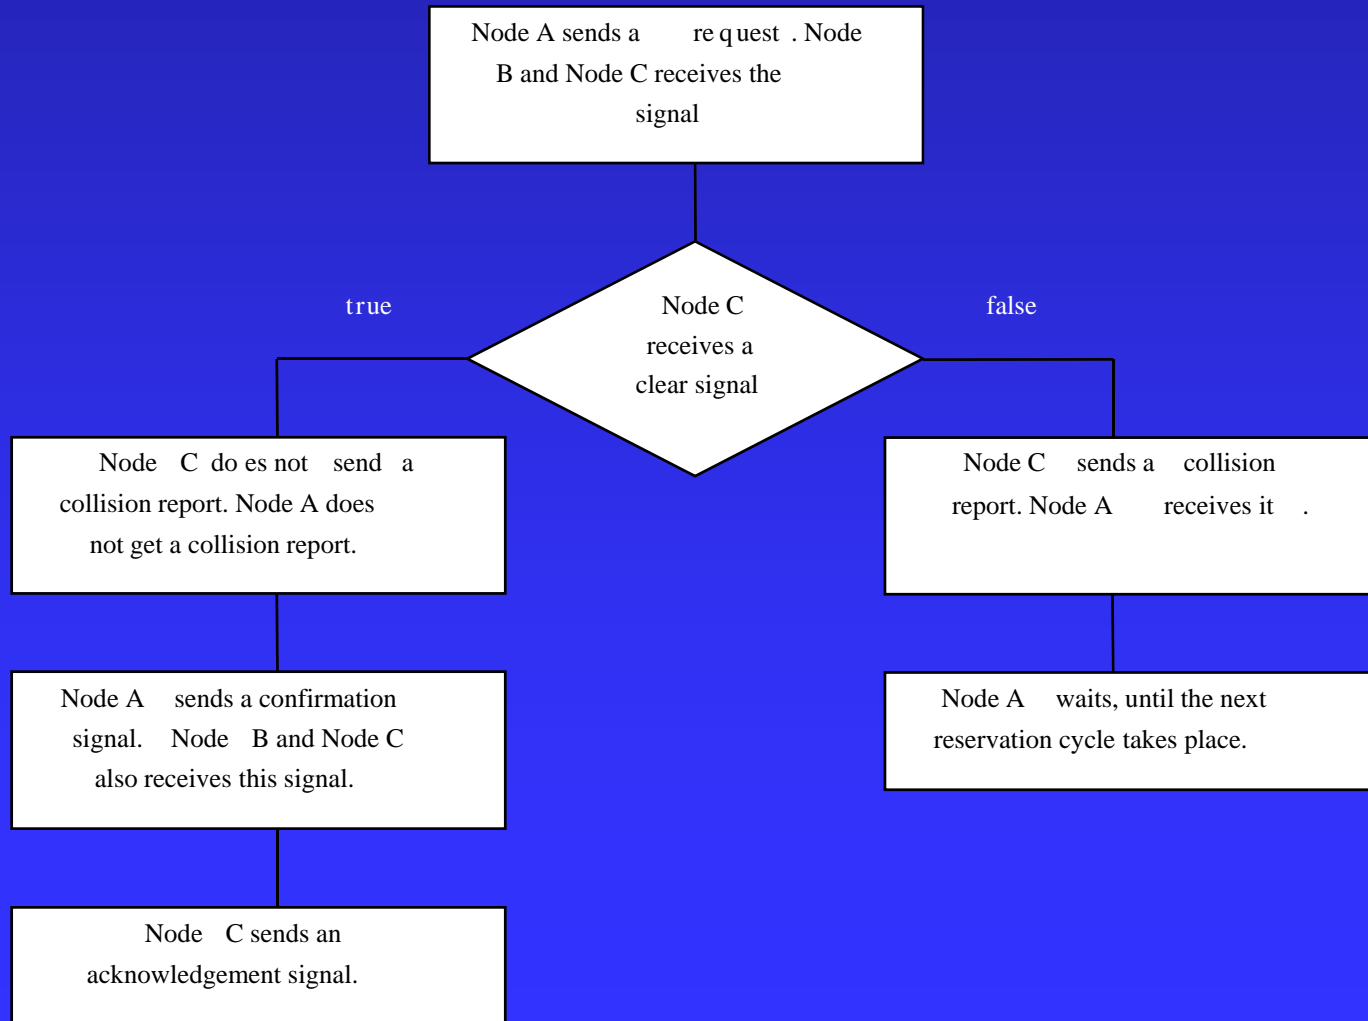 Node A sends a request . Node
B and Node C receives the
signal
true
Node C
receives a
clear signal
false
Node C does not send a
collision report. Node A does
not get a collision report.
Node C sends a collision
report. Node A receives it .
Node A sends a confirmation
signal. Node B and Node C
also receives this signal.
Node A waits, until the next
reservation cycle takes place.
Node C sends an
acknowledgement signal.